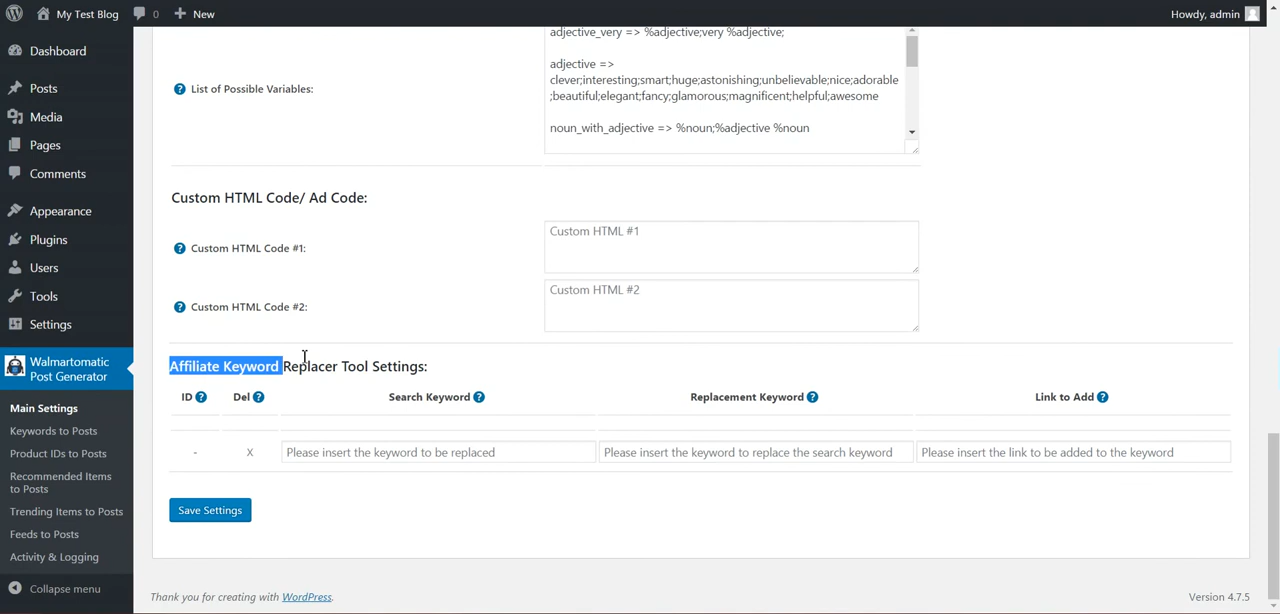 My Test Blog
0
New
Howdy, admin
Dashboard
Posts
Media
Pages
Comments
Appearance
Plugins
Users
Tools
Settings
Walmartomatic
Post Generator
Main Settings
Keywords to Posts
Product IDs to Posts
Recommended Items
to Posts
Trending Items to Posts
Feeds to Posts
Activity & Logging
Collapse menu
adjective_very => %adjective;very %adjective;
adjective =>
clever;interesting;smart;huge;astonishing;unbelievable;nice;adorable
;beautiful;elegant;fancy;glamorous;magnificent;helpful;awesome
noun_with_adjective => %noun;%adjective %noun
? List of Possible Variables:
Custom HTML Code/ Ad Code:
? Custom HTML Code #1:
Custom HTML #1
? Custom HTML Code #2:
Custom HTML #2
Affiliate Keyword Replacer Tool Settings:
ID ? Del ? Search Keyword ? Replacement Keyword ? Link to Add ?
- X Please insert the keyword to be replaced Please insert the keyword to replace the search keyword Please insert the link to be added to the keyword
Save Settings
Thank you for creating with WordPress.
Version 4.7.5